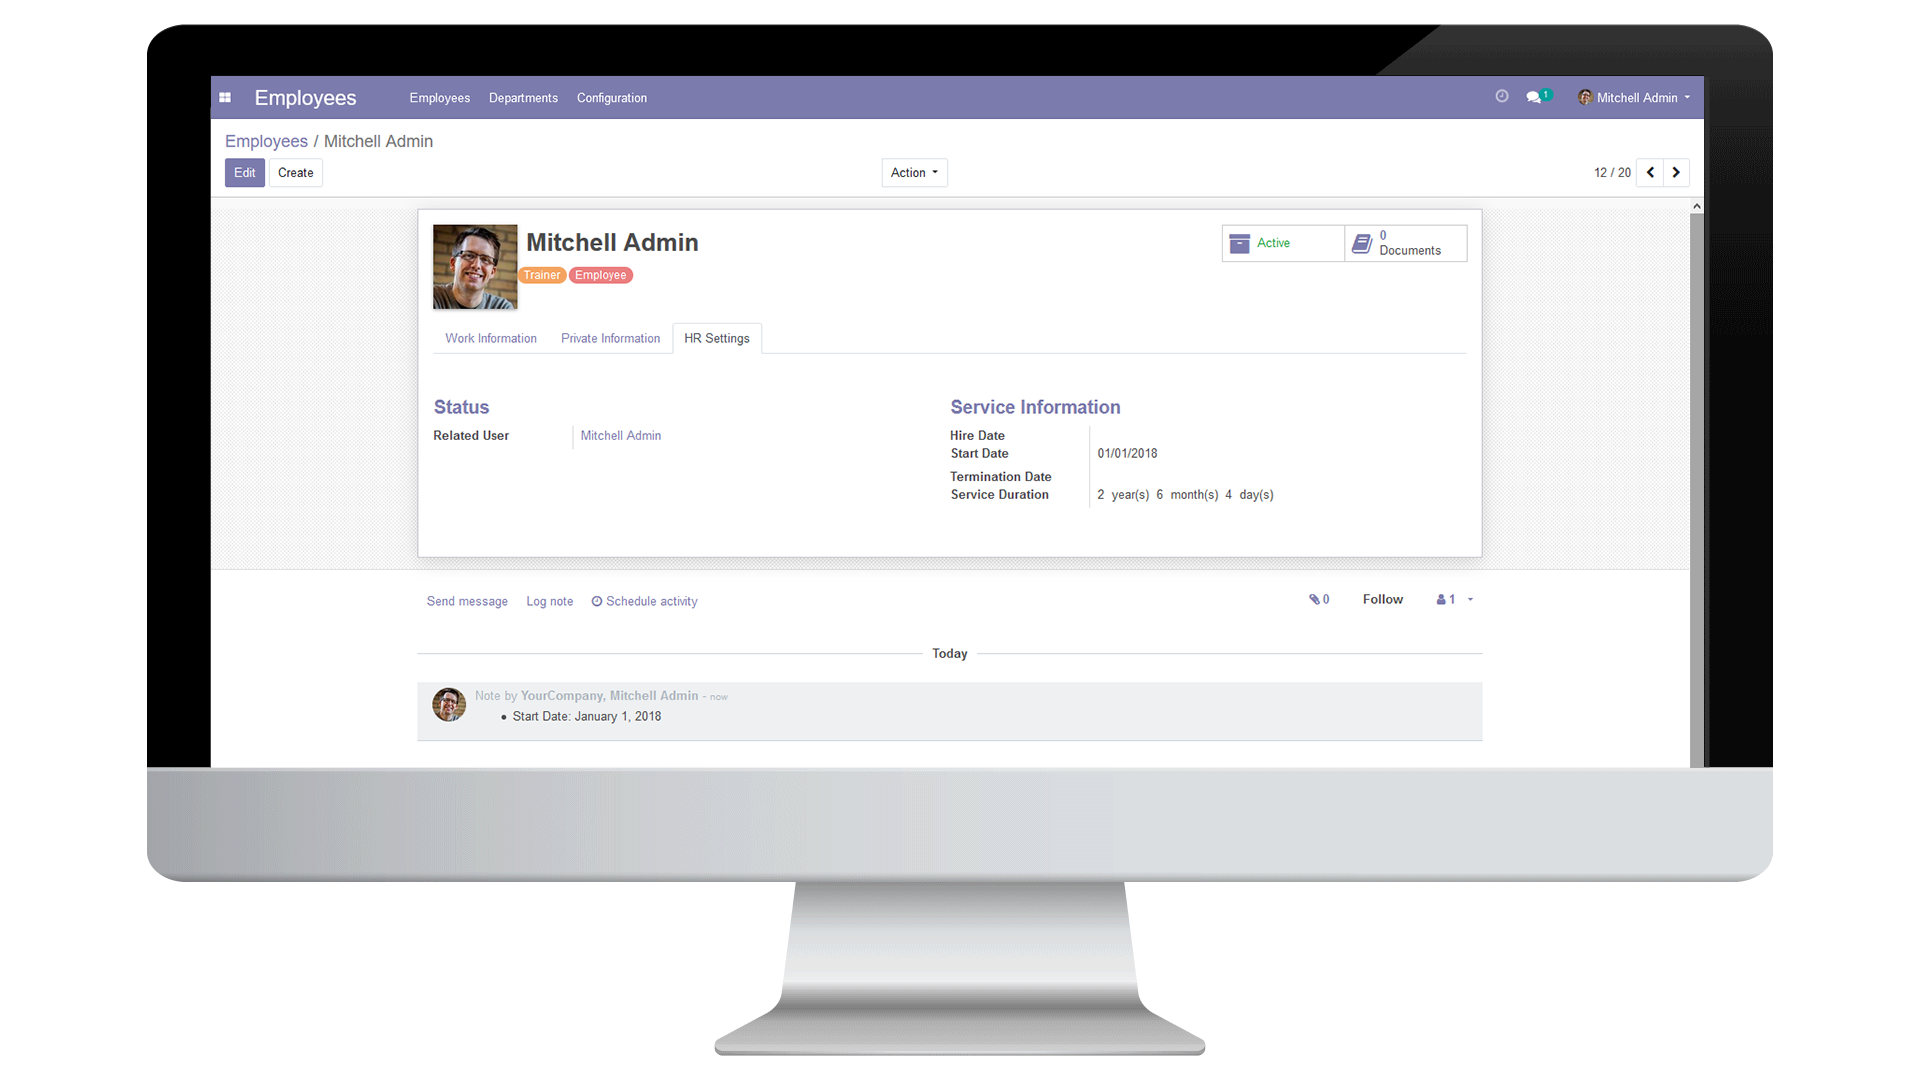 Employees Employees Departments Configuration 1 Mitchell Admin
Employees / Mitchell Admin
Edit Create Action 12 / 20
Mitchell Admin
Trainer Employee
Active
0
Documents
Work Information Private Information HR Settings
Status Service Information
Related User Mitchell Admin Hire Date
Start Date 01/01/2018
Termination Date
Service Duration 2 year(s) 6 month(s) 4 day(s)
Send message Log note Schedule activity 0 Follow 1
Today
Note by YourCompany, Mitchell Admin - now
• Start Date: January 1, 2018